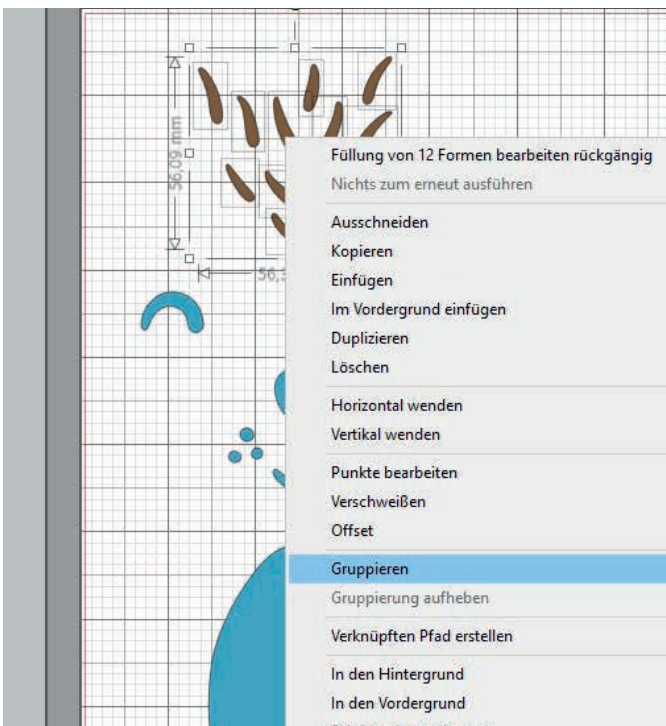 56,09 mm
56,
Füllung von 12 Formen bearbeiten rückgängig
Nichts zum erneut ausführen
Ausschneiden
Kopieren
Einfügen
Im Vordergrund einfügen
Duplizieren
Löschen
Horizontal wenden
Vertikal wenden
Punkte bearbeiten
Verschweißen
Offset
Gruppieren
Gruppierung aufheben
Verknüpften Pfad erstellen
In den Hintergrund
In den Vordergrund